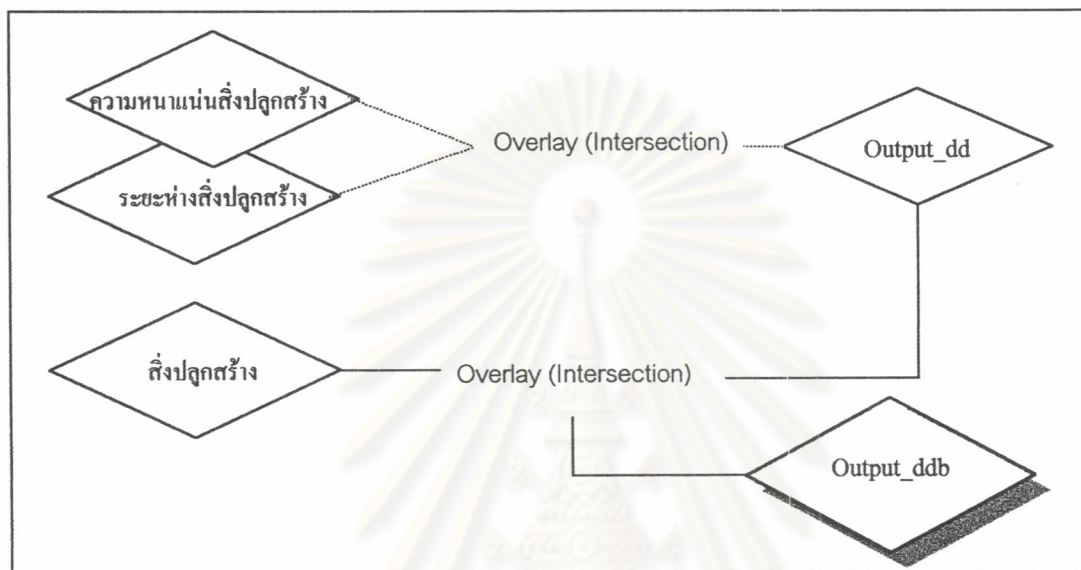 ความหนาแน่นสิ่งปลูกสร้าง
Overlay (Intersection)
Output_dd
ระยะห่างสิ่งปลูกสร้าง
สิ่งปลูกสร้าง
Overlay (Intersection)
Output_ddb